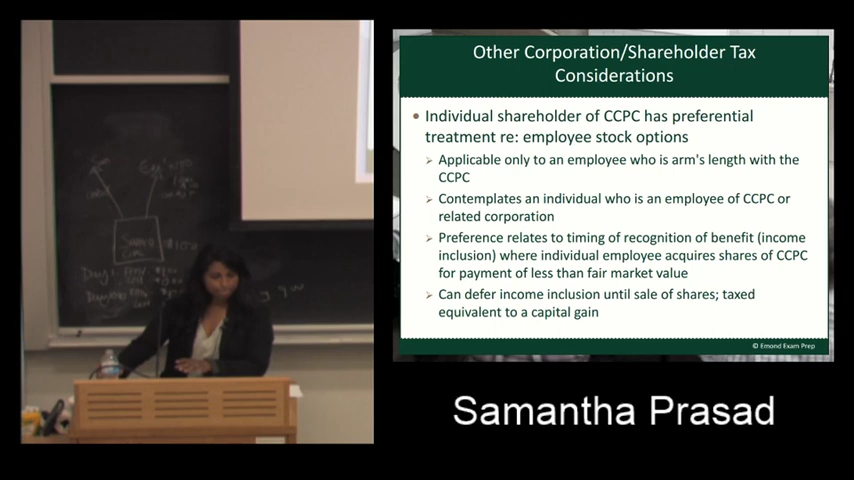 Other Corporation/Shareholder Tax
Considerations
• Individual shareholder of CCPC has preferential
treatment re: employee stock options
➢ Applicable only to an employee who is arm's length with the
CCPC
➢ Contemplates an individual who is an employee of CCPC or
related corporation
➢ Preference relates to timing of recognition of benefit (income
inclusion) where individual employee acquires shares of CCPC
for payment of less than fair market value
➢ Can defer income inclusion until sale of shares; taxed
equivalent to a capital gain
© Emond Exam Prep
Samantha Prasad